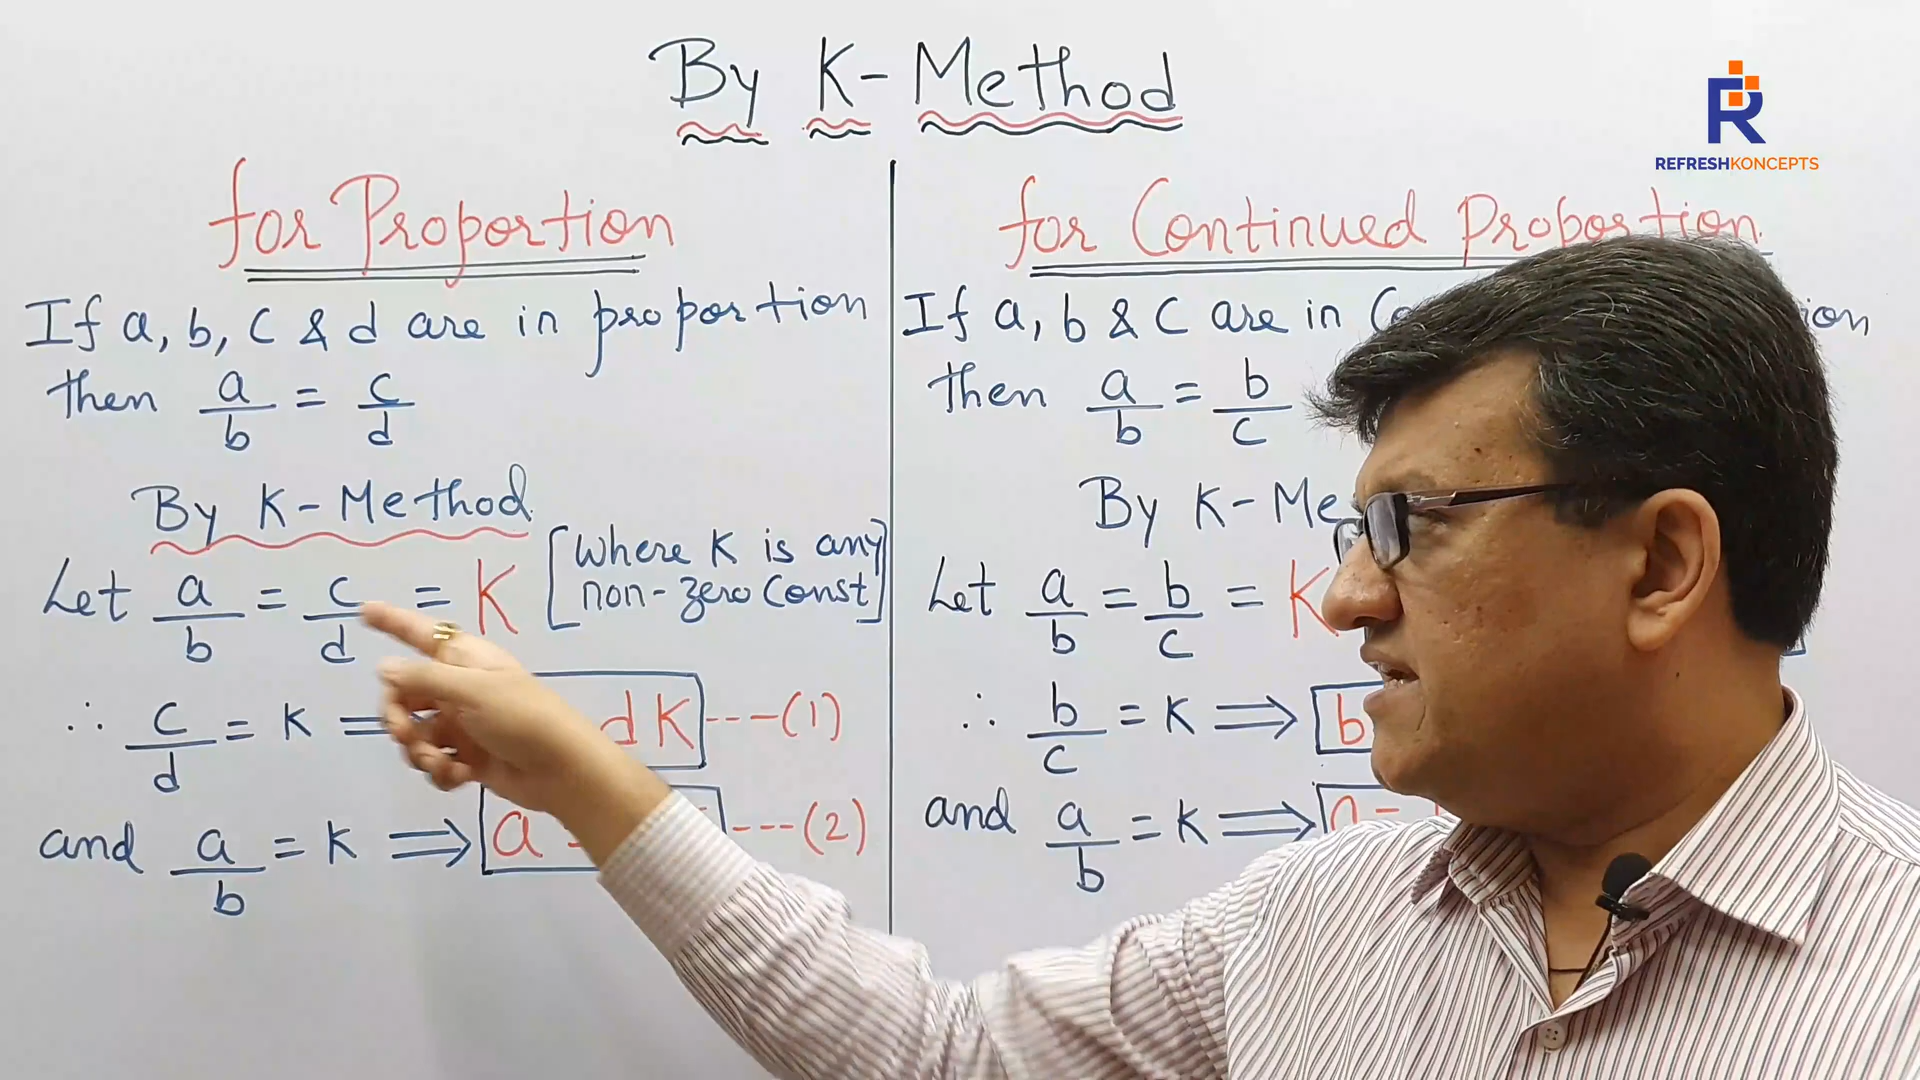 By K-Method
REFRESHKONCEPTS
for Proportion
If a, b, c & d are in proportion
then a/b = c/d
By K-Method
Let a/b = c/d = K [Where K is any
non-zero Const]
∴ c/d = K ⟹ dK ---(1)
and a/b = K ⟹ a = ---(2)
for Continued Proportion
If a, b & c are in
then a/b = b/c
By K-Me
Let a/b = b/c = K
∴ b/c = K ⟹ b
and a/b = K ⟹ a =